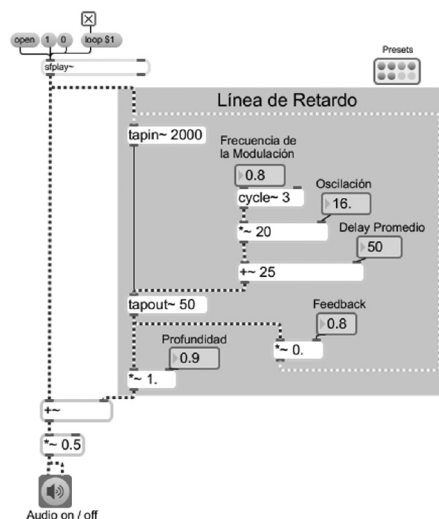 open
1
0
loop $1
sfplay~
Presets
Línea de Retardo
tapin~ 2000
Frecuencia de
la Modulación
0.8
cycle~ 3
Oscilación
16.
*~ 20
Delay Promedio
50
+~ 25
tapout~ 50
Feedback
0.8
Profundidad
0.9
*~ 0.
*~ 1.
+~
*~ 0.5
Audio on / off